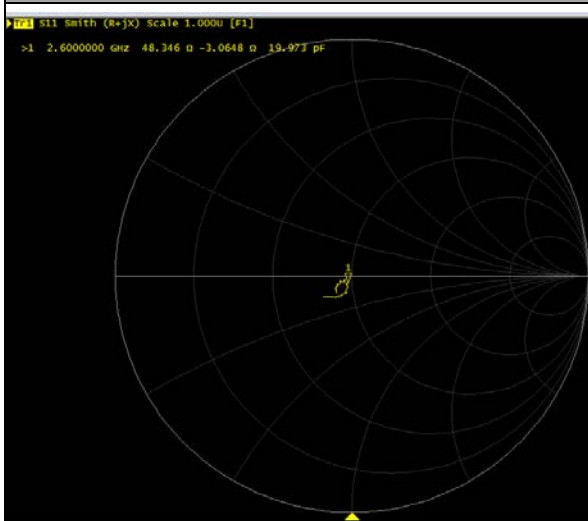 Tr1 S11 Smith (R+jX) Scale 1.000U [F1]
>1 2.6000000 GHz 48.346 Ω -3.0648 Ω 19.973 pF
1